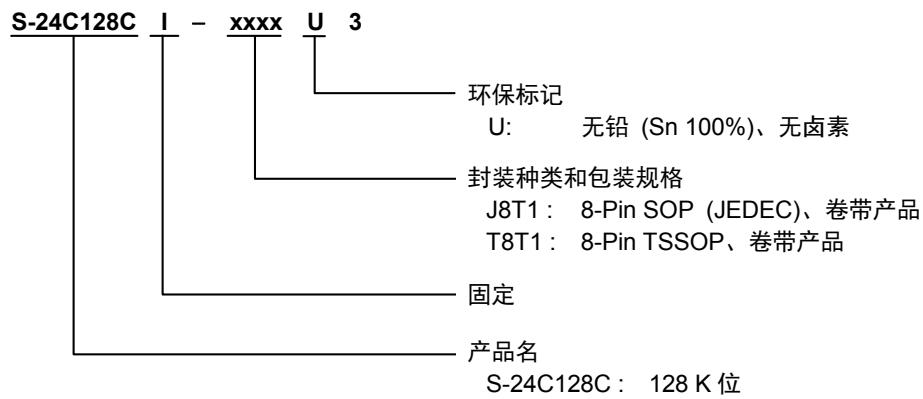 S-24C128C I – xxxx U 3
环保标记
U: 无铅 (Sn 100%)、无卤素
封装种类和包装规格
J8T1 : 8-Pin SOP (JEDEC)、卷带产品
T8T1 : 8-Pin TSSOP、卷带产品
固定
产品名
S-24C128C : 128 K 位